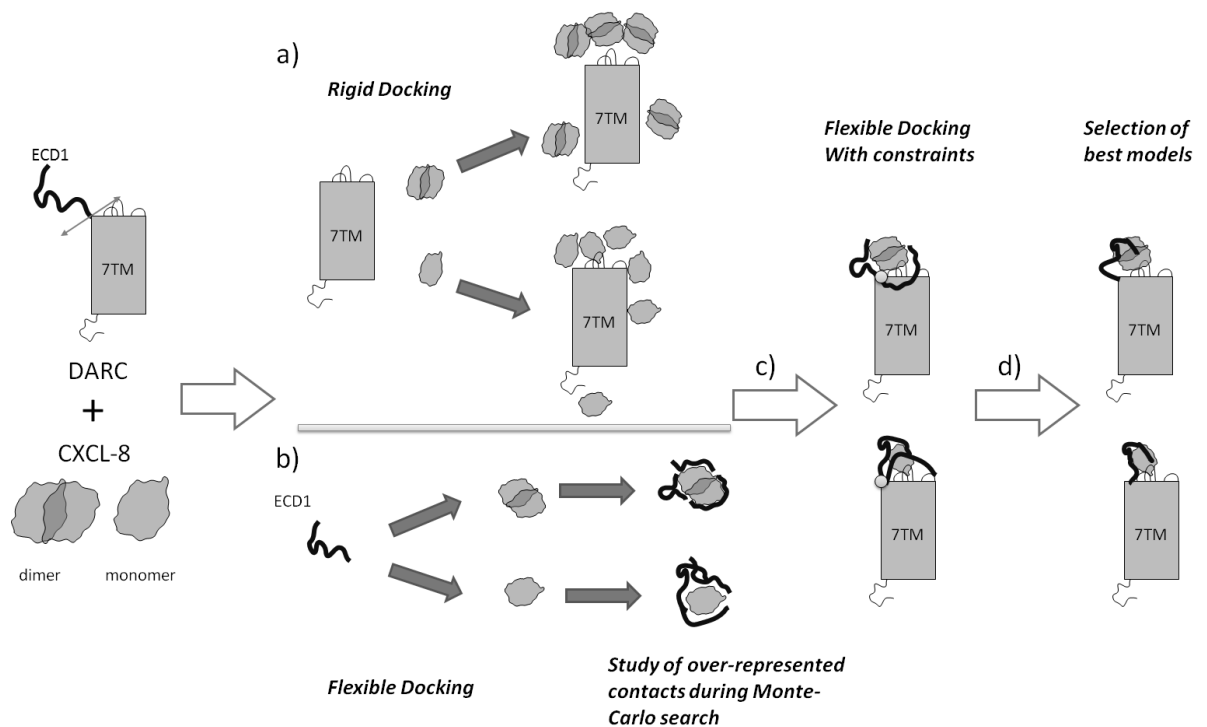 ECD1
7TM
DARC
+
CXCL-8
dimer
monomer
a)
Rigid Docking
7TM
7TM
7TM
b)
ECD1
Flexible Docking
Study of over-represented
contacts during Monte-
Carlo search
c)
Flexible Docking
With constraints
7TM
7TM
d)
Selection of
best models
7TM
7TM